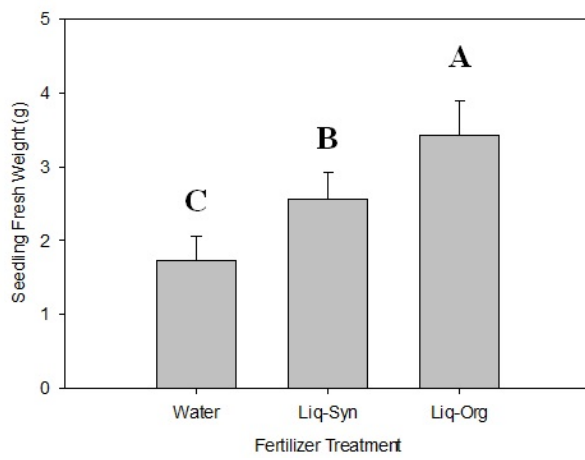 5
4
3
2
1
0
Seedling Fresh Weight (g)
C
B
A
Water Liq-Syn Liq-Org
Fertilizer Treatment